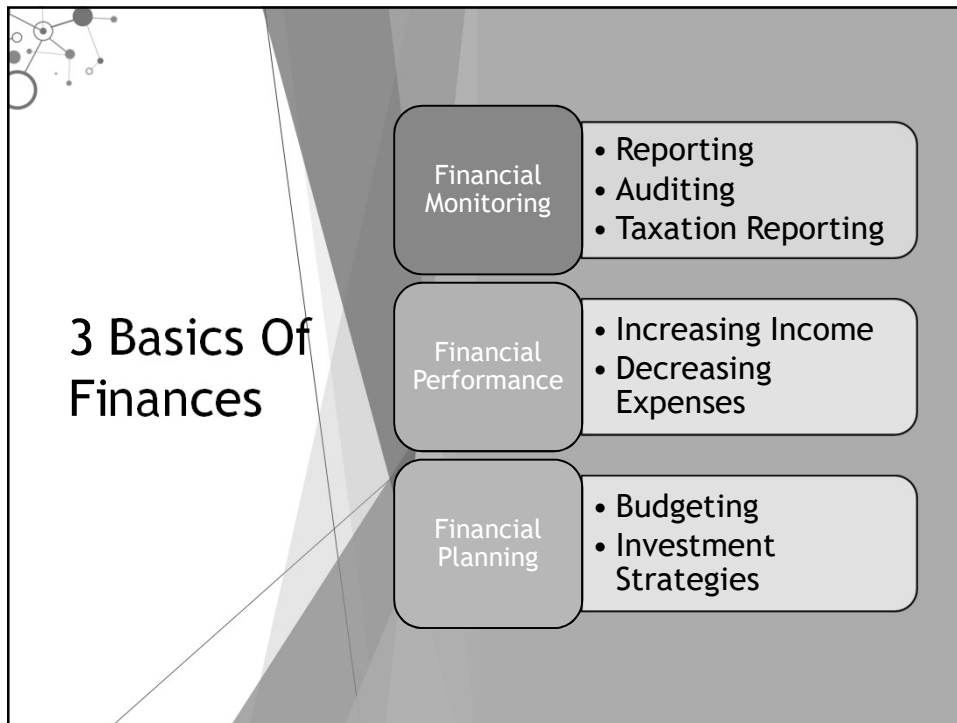 3 Basics Of
Finances
Financial
Monitoring
• Reporting
• Auditing
• Taxation Reporting
Financial
Performance
• Increasing Income
• Decreasing
Expenses
Financial
Planning
• Budgeting
• Investment
Strategies